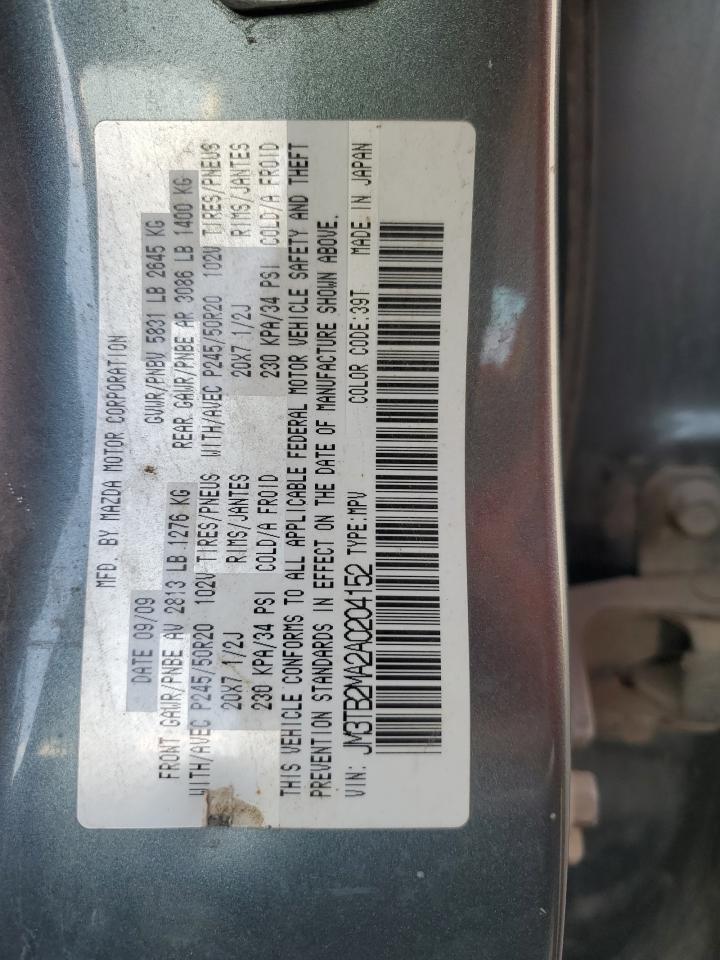 MFD. BY MAZDA MOTOR CORPORATION
DATE 09/09 GVWR/PNBV 5831 LB 2645 KG
FRONT GAWR/PNBE AV 2813 LB 1276 KG REAR GAWR/PNBE AR 3086 LB 1400 KG
WITH/AVEC P245/50R20 102V TIRES/PNEUS WITH/AVEC P245/50R20 102V TIRES/PNEUS
20X7 1/2J RIMS/JANTES 20X7 1/2J RIMS/JANTES
230 KPA/34 PSI COLD/A FROID 230 KPA/34 PSI COLD/A FROID
THIS VEHICLE CONFORMS TO ALL APPLICABLE FEDERAL MOTOR VEHICLE SAFETY AND THEFT
PREVENTION STANDARDS IN EFFECT ON THE DATE OF MANUFACTURE SHOWN ABOVE.
VIN: JM3TB2MA2A0204152 TYPE:MPV COLOR CODE:39T MADE IN JAPAN